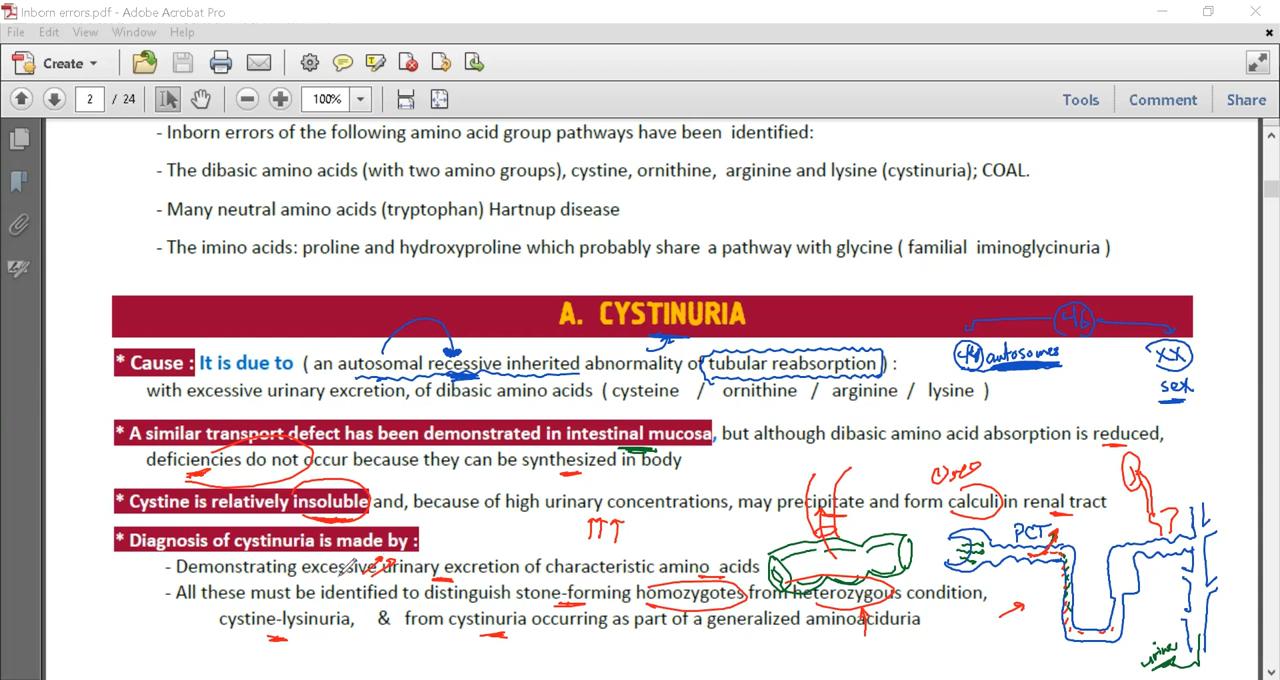 Inborn errors.pdf - Adobe Acrobat Pro
File Edit View Window Help
Create
2 / 24 100% Tools Comment Share
- Inborn errors of the following amino acid group pathways have been identified:
- The dibasic amino acids (with two amino groups), cystine, ornithine, arginine and lysine (cystinuria); COAL.
- Many neutral amino acids (tryptophan) Hartnup disease
- The imino acids: proline and hydroxyproline which probably share a pathway with glycine ( familial iminoglycinuria )
A. CYSTINURIA
46
* Cause : It is due to ( an autosomal recessive inherited abnormality of tubular reabsorption ) :
44 autosomes XX
sex
with excessive urinary excretion, of dibasic amino acids ( cysteine / ornithine / arginine / lysine )
* A similar transport defect has been demonstrated in intestinal mucosa, but although dibasic amino acid absorption is reduced,
deficiencies do not occur because they can be synthesized in body
* Cystine is relatively insoluble and, because of high urinary concentrations, may precipitate and form calculi in renal tract
PCT
* Diagnosis of cystinuria is made by :
- Demonstrating excessive urinary excretion of characteristic amino acids
- All these must be identified to distinguish stone-forming homozygotes from heterozygous condition,
cystine-lysinuria, & from cystinuria occurring as part of a generalized aminoaciduria
urine